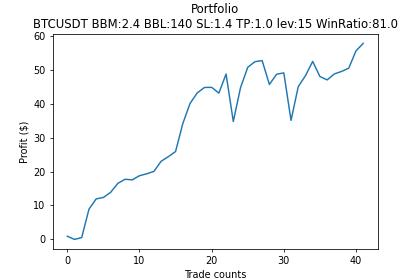 Portfolio
BTCUSDT BBM:2.4 BBL:140 SL:1.4 TP:1.0 lev:15 WinRatio:81.0
60
50
40
30
20
10
0
Profit ($)
0 10 20 30 40
Trade counts